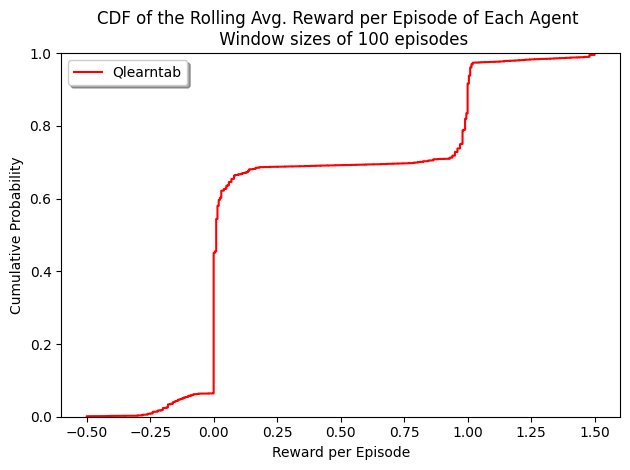 CDF of the Rolling Avg. Reward per Episode of Each Agent
Window sizes of 100 episodes
Qlearntab
1.0
0.8
0.6
0.4
0.2
0.0
Cumulative Probability
−0.50 −0.25 0.00 0.25 0.50 0.75 1.00 1.25 1.50
Reward per Episode